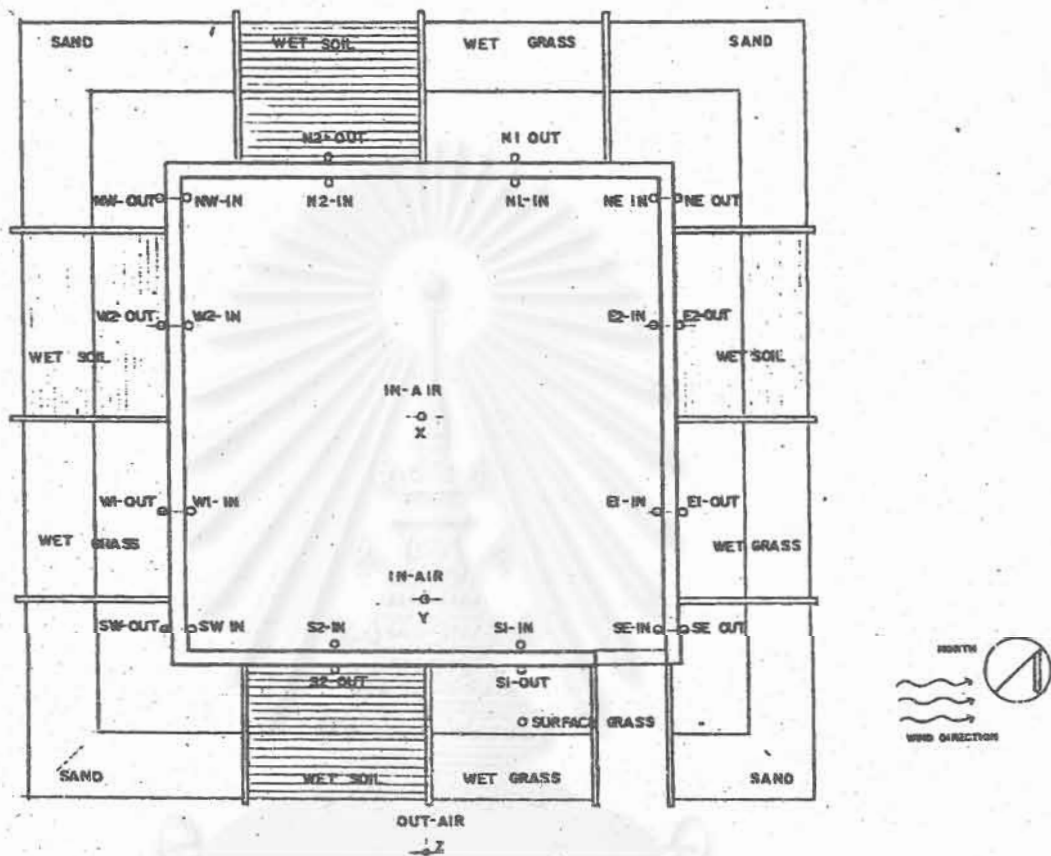 SAND WET SOIL WET GRASS SAND
N2-OUT N1 OUT
NW-OUT NW-IN N2-IN N1-IN NE IN NE OUT
W2-OUT W2-IN E2-IN E2-OUT
WET SOIL WET SOIL
IN-AIR
X
W1-OUT W1-IN E1-IN E1-OUT
WET GRASS WET GRASS
IN-AIR
Y
SW-OUT SW IN S2-IN S1-IN SE-IN SE OUT
NORTH
S2-OUT S1-OUT
SURFACE GRASS
WIND DIRECTION
SAND WET SOIL WET GRASS SAND
OUT-AIR
Z